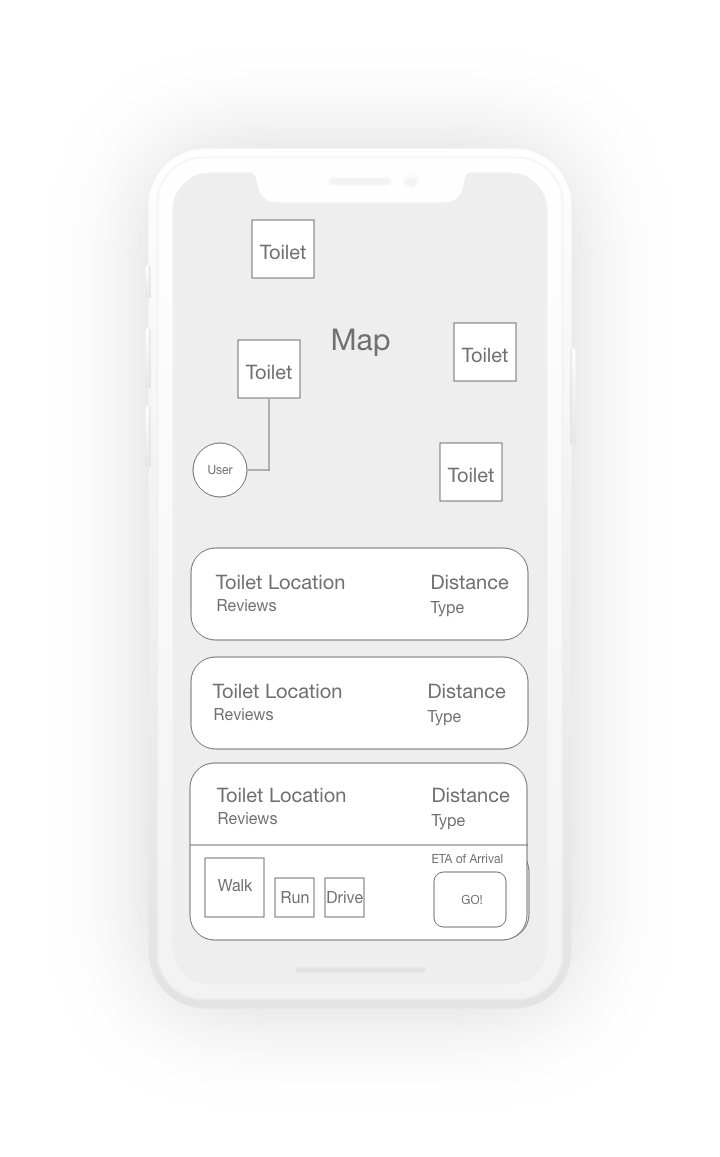 Toilet
Map
Toilet
Toilet
User
Toilet
Toilet Location Distance
Reviews Type
Toilet Location Distance
Reviews Type
Toilet Location Distance
Reviews Type
ETA of Arrival
Walk Run Drive GO!